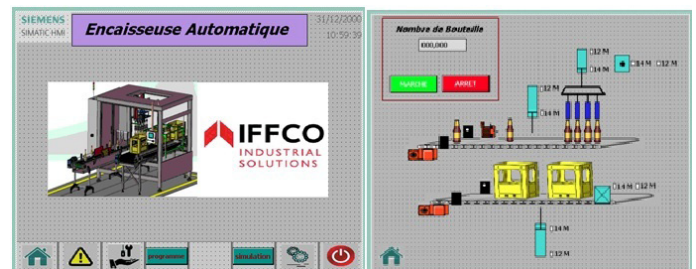 SIEMENS
SIMATIC HMI
Encaisseuse Automatique
31/12/2000
10:59:39
IFFCO
INDUSTRIAL
SOLUTIONS
programme
simulation
Nombre de Bouteille
000,000
MARCHE
ARRET
12 M
14 M
14 M
12 M
12 M
14 M
14 M
12 M
14 M
12 M